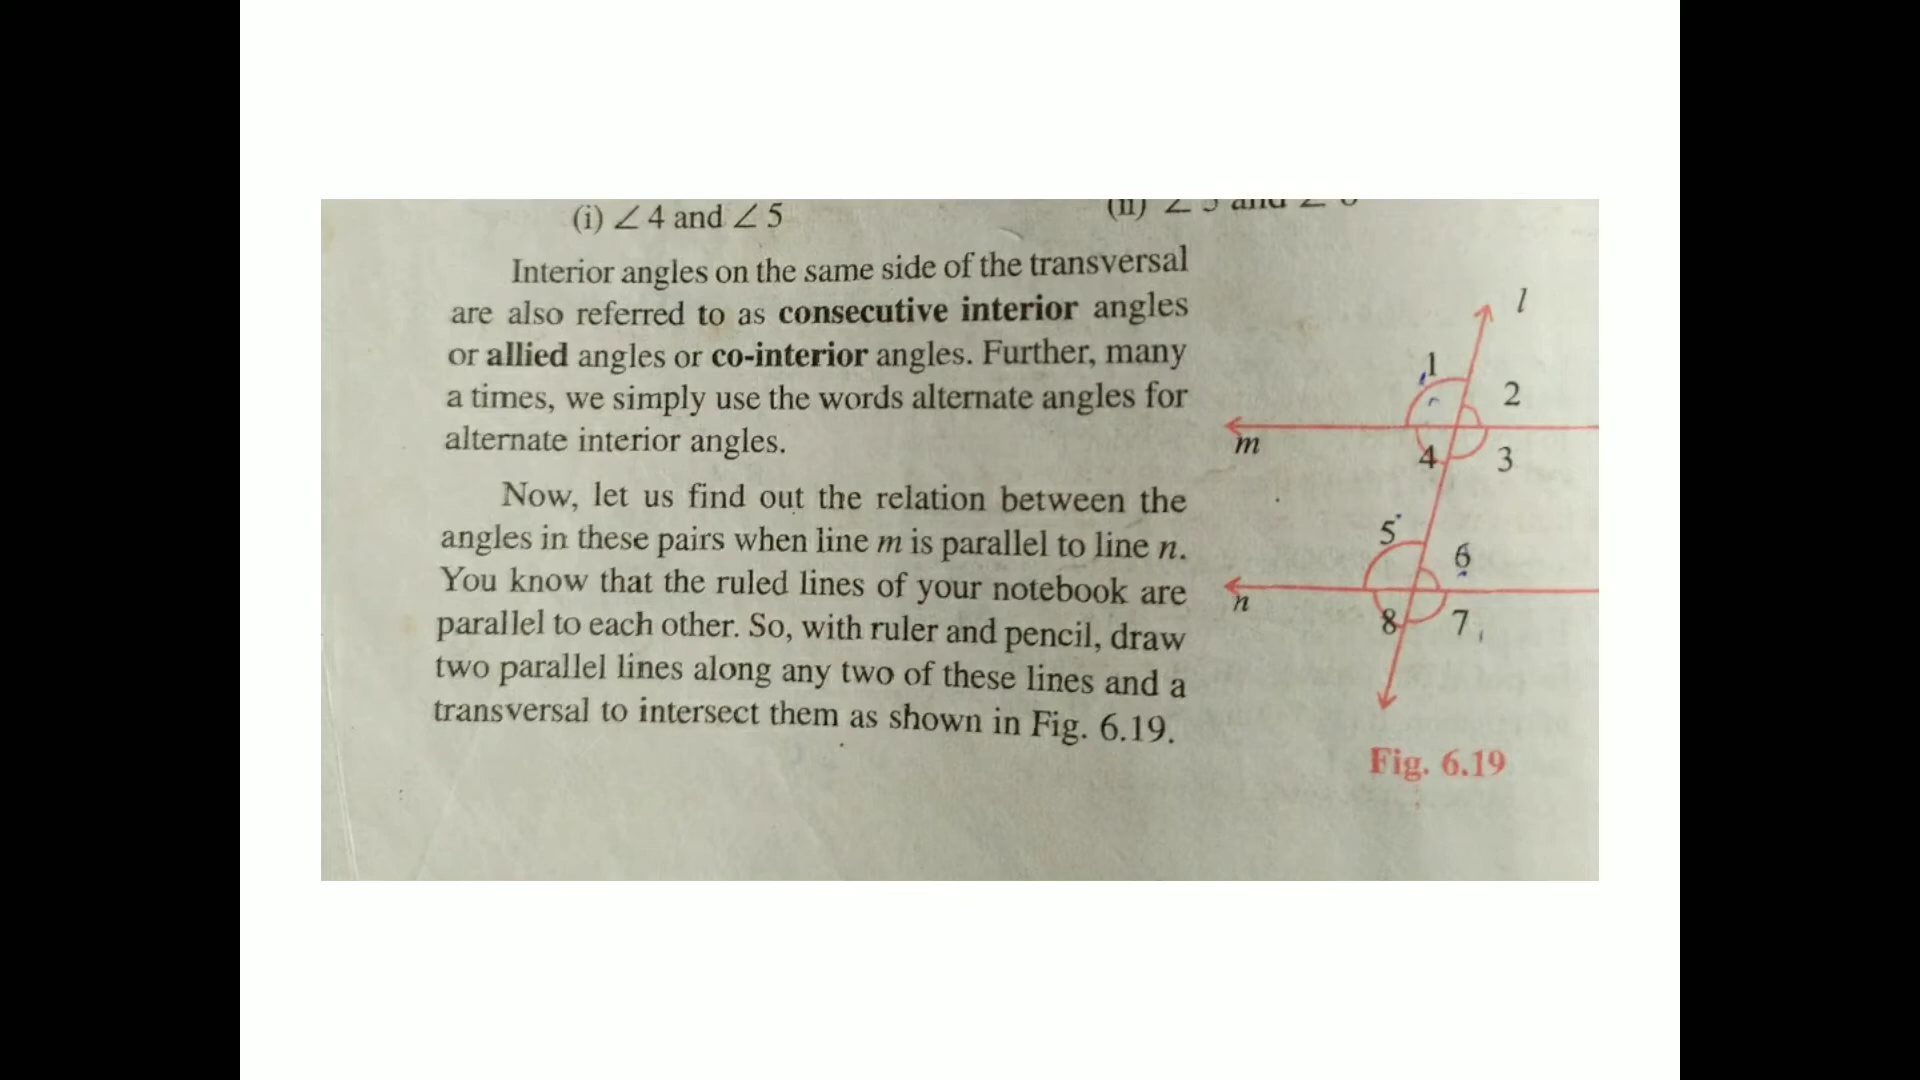 (i) ∠4 and ∠5
(ii) ∠
Interior angles on the same side of the transversal
are also referred to as consecutive interior angles
or allied angles or co-interior angles. Further, many
a times, we simply use the words alternate angles for
alternate interior angles.
Now, let us find out the relation between the
angles in these pairs when line m is parallel to line n.
You know that the ruled lines of your notebook are
parallel to each other. So, with ruler and pencil, draw
two parallel lines along any two of these lines and a
transversal to intersect them as shown in Fig. 6.19.
l
1
2
m
4
3
5
6
n
8
7
Fig. 6.19